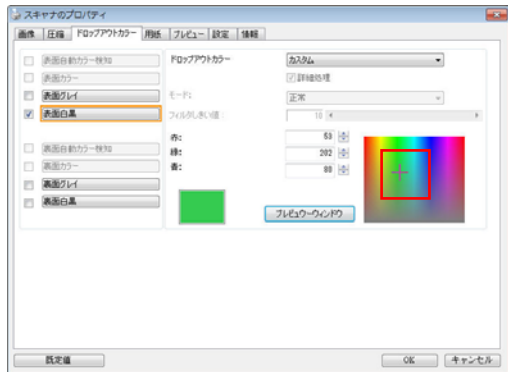 スキャナのプロパティ
画像 圧縮 ドロップアウトカラー 用紙 プレビュー 設定 情報
表面自動カラー検知
表面カラー
表面グレイ
表面白黒
裏面自動カラー検知
裏面カラー
裏面グレイ
裏面白黒
ドロップアウトカラー カスタム
詳細処理
モード: 正常
フィルタしきい値: 10
赤: 53
緑: 202
青: 80
プレビューウィンドウ
既定値 OK キャンセル